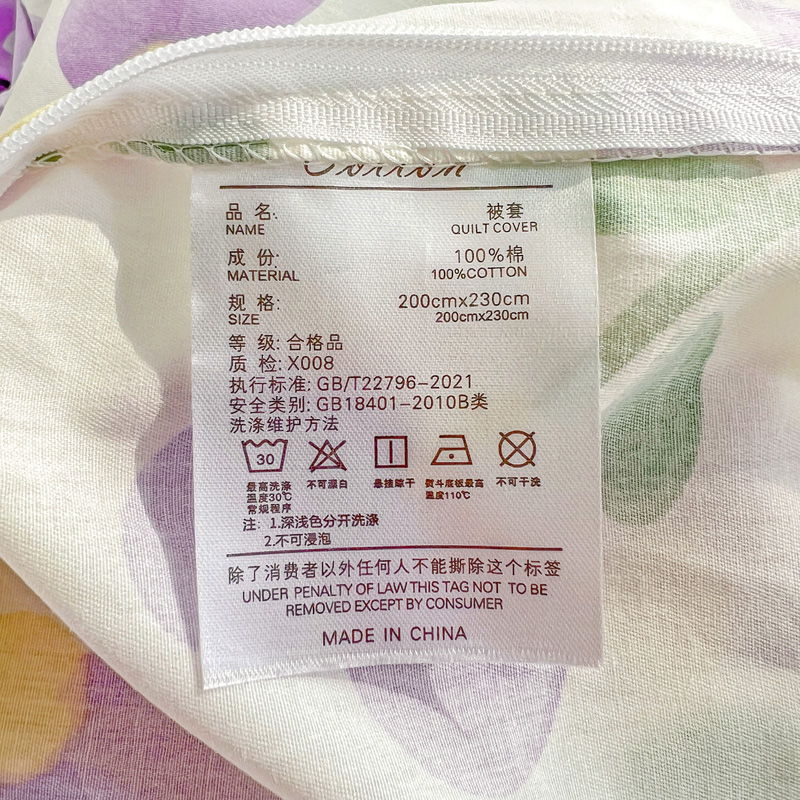 Cotton
品 名: 被套
NAME QUILT COVER
成 份: 100%棉
MATERIAL 100%COTTON
规 格: 200cmx230cm
SIZE 200cmx230cm
等 级: 合格品
质 检: X008
执行标准: GB/T22796-2021
安全类别: GB18401-2010B类
洗涤维护方法
30
最高洗涤 不可漂白 悬挂晾干 熨斗底板最高 不可干洗
温度30℃ 温度110℃
常规程序
注: 1.深浅色分开洗涤
2.不可浸泡
除了消费者以外任何人不能撕除这个标签
UNDER PENALTY OF LAW THIS TAG NOT TO BE
REMOVED EXCEPT BY CONSUMER
MADE IN CHINA